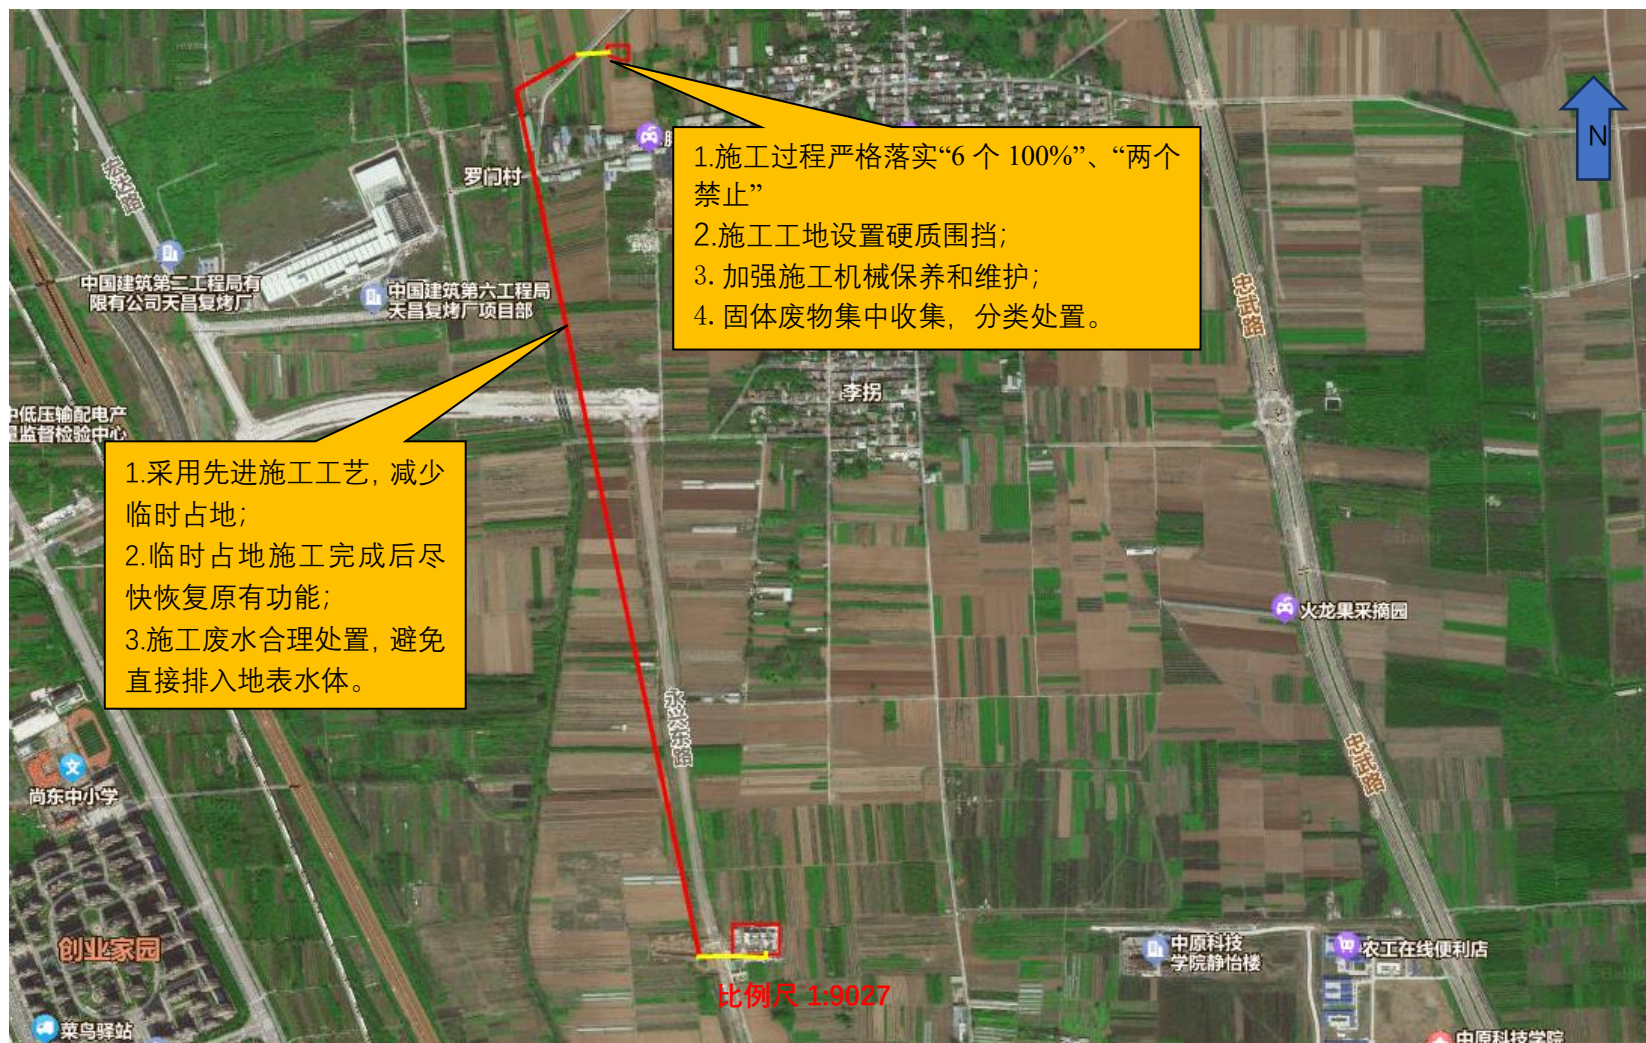 N
1.施工过程严格落实“6 个 100%”、“两个
禁止”
2.施工工地设置硬质围挡；
3. 加强施工机械保养和维护；
4. 固体废物集中收集，分类处置。
罗门村
宏达路
中国建筑第二工程局有
限有公司天昌复烤厂
中国建筑第六工程局
天昌复烤厂项目部
忠武路
李拐
中低压输配电产
量监督检验中心
1.采用先进施工工艺，减少
临时占地；
2.临时占地施工完成后尽
快恢复原有功能；
3.施工废水合理处置，避免
直接排入地表水体。
火龙果采摘园
永兴东路
忠武路
文
尚东中小学
创业家园
中原科技
学院静怡楼
农工在线便利店
比例尺 1:9027
菜鸟驿站
中原科技学院